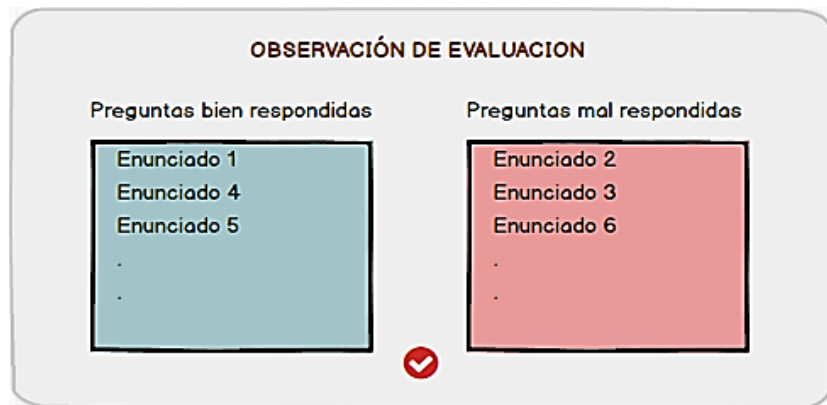 OBSERVACIÓN DE EVALUACION
Preguntas bien respondidas
Enunciado 1
Enunciado 4
Enunciado 5
.
.
Preguntas mal respondidas
Enunciado 2
Enunciado 3
Enunciado 6
.
.